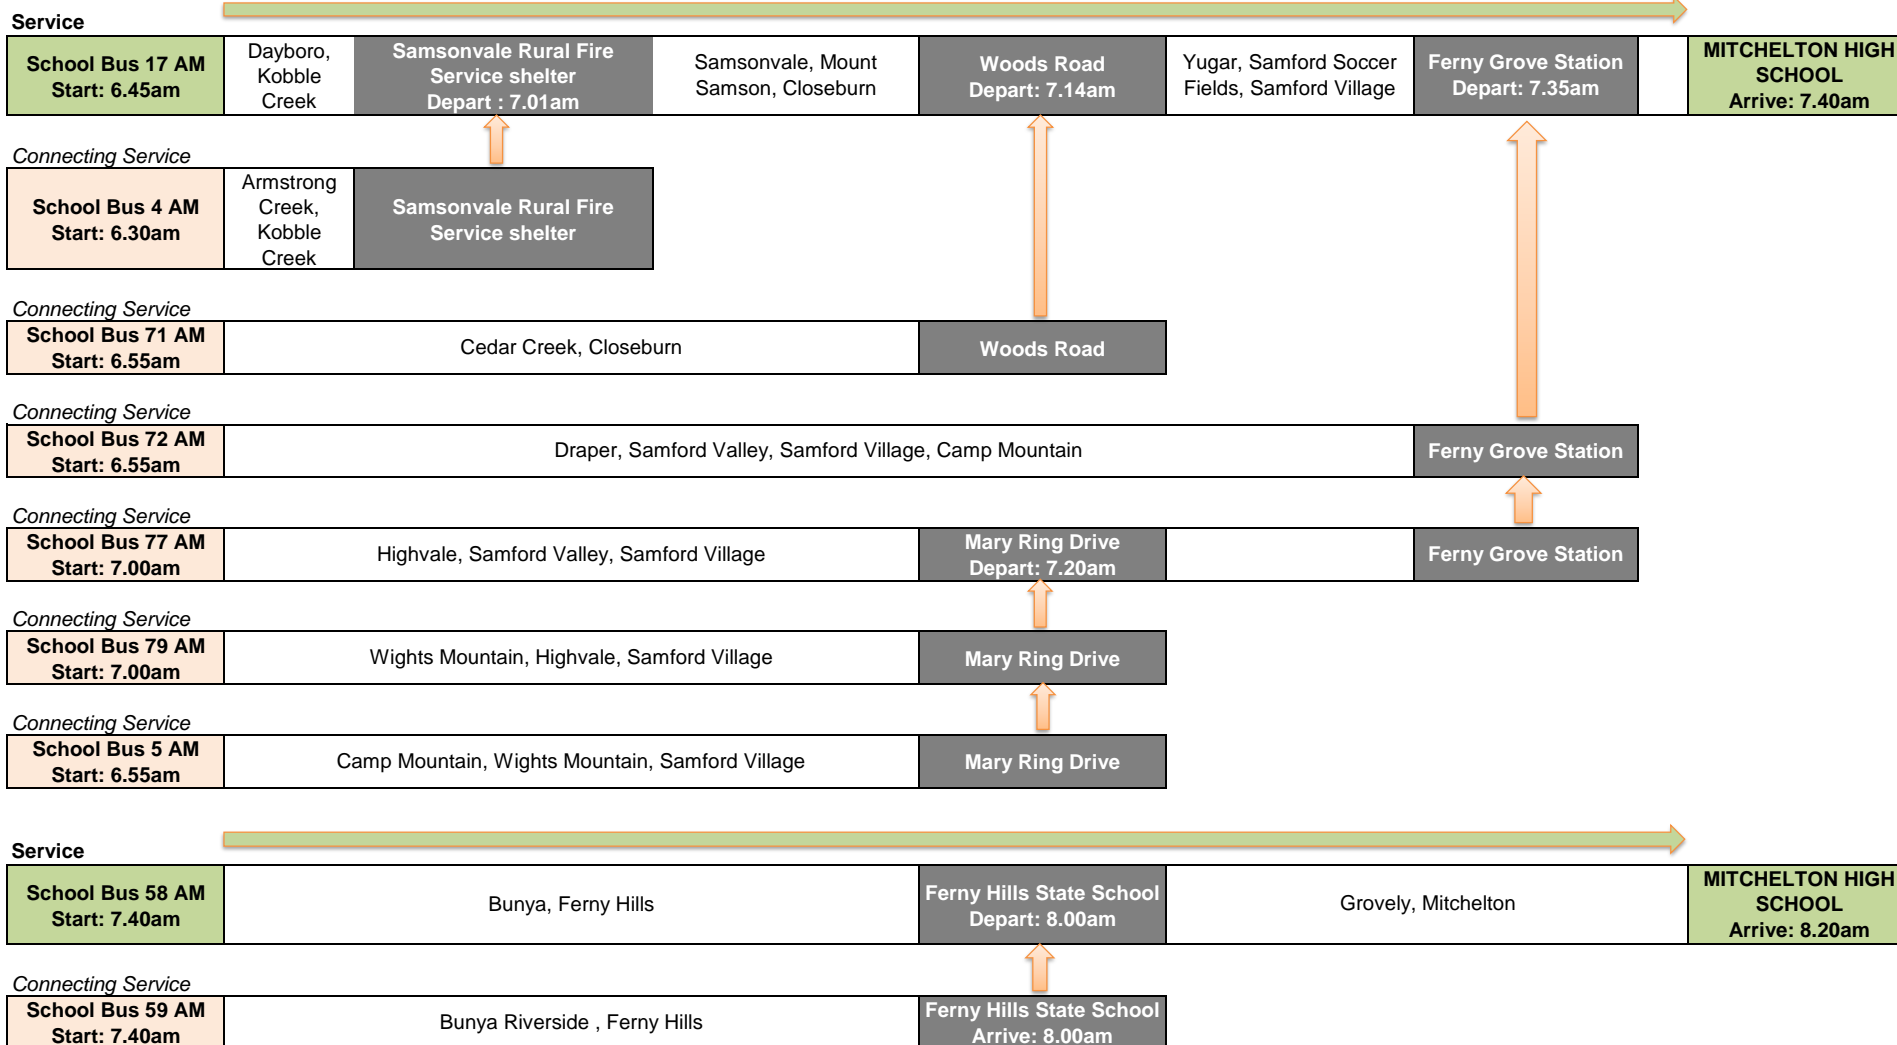 Service
School Bus 17 AM
Start: 6.45am
Dayboro,
Kobble
Creek
Samsonvale Rural Fire
Service shelter
Depart : 7.01am
Samsonvale, Mount
Samson, Closeburn
Woods Road
Depart: 7.14am
Yugar, Samford Soccer
Fields, Samford Village
Ferny Grove Station
Depart: 7.35am
MITCHELTON HIGH
SCHOOL
Arrive: 7.40am
Connecting Service
School Bus 4 AM
Start: 6.30am
Armstrong
Creek,
Kobble
Creek
Samsonvale Rural Fire
Service shelter
Connecting Service
School Bus 71 AM
Start: 6.55am
Cedar Creek, Closeburn
Woods Road
Connecting Service
School Bus 72 AM
Start: 6.55am
Draper, Samford Valley, Samford Village, Camp Mountain
Ferny Grove Station
Connecting Service
School Bus 77 AM
Start: 7.00am
Highvale, Samford Valley, Samford Village
Mary Ring Drive
Depart: 7.20am
Ferny Grove Station
Connecting Service
School Bus 79 AM
Start: 7.00am
Wights Mountain, Highvale, Samford Village
Mary Ring Drive
Connecting Service
School Bus 5 AM
Start: 6.55am
Camp Mountain, Wights Mountain, Samford Village
Mary Ring Drive
Service
School Bus 58 AM
Start: 7.40am
Bunya, Ferny Hills
Ferny Hills State School
Depart: 8.00am
Grovely, Mitchelton
MITCHELTON HIGH
SCHOOL
Arrive: 8.20am
Connecting Service
School Bus 59 AM
Start: 7.40am
Bunya Riverside , Ferny Hills
Ferny Hills State School
Arrive: 8.00am